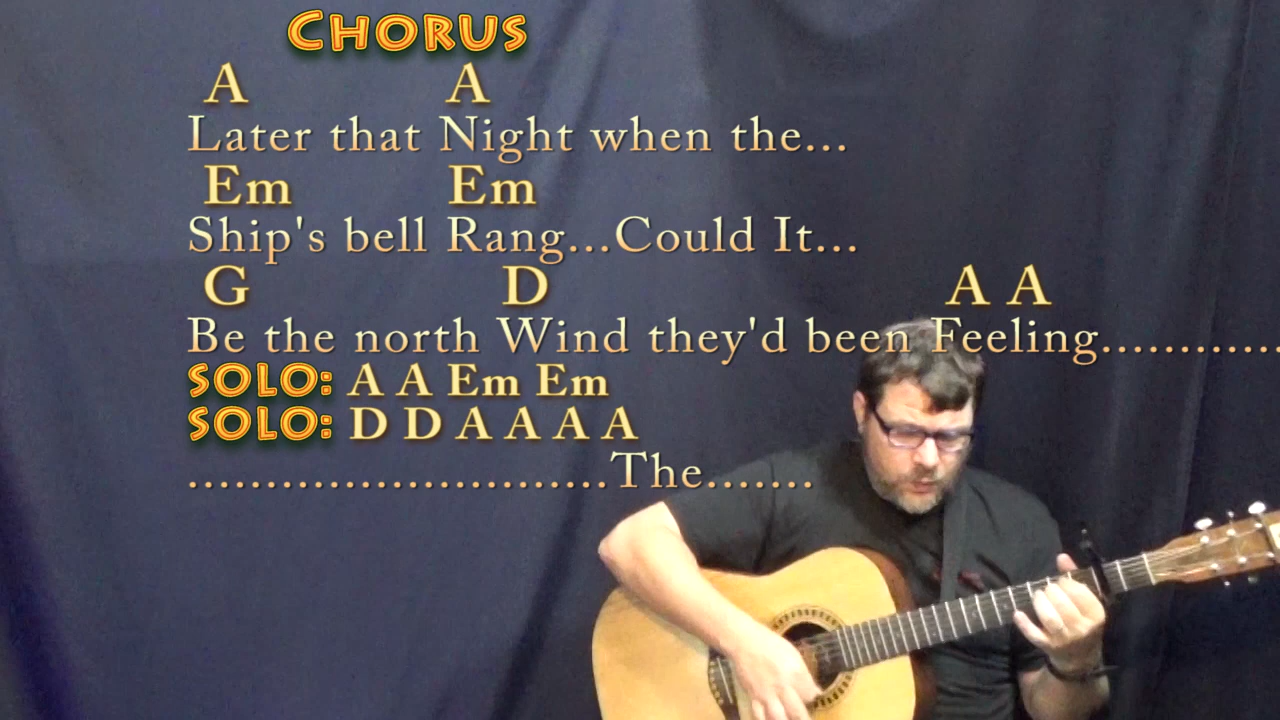 CHORUS
A A
Later that Night when the...
Em Em
Ship's bell Rang...Could It...
G D A A
Be the north Wind they'd been Feeling............
SOLO: A A Em Em
SOLO: D D A A A A
...........................The.......